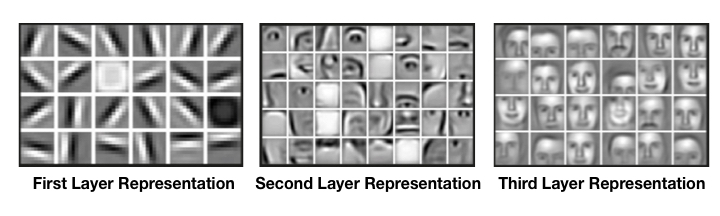 First Layer Representation
Second Layer Representation
Third Layer Representation